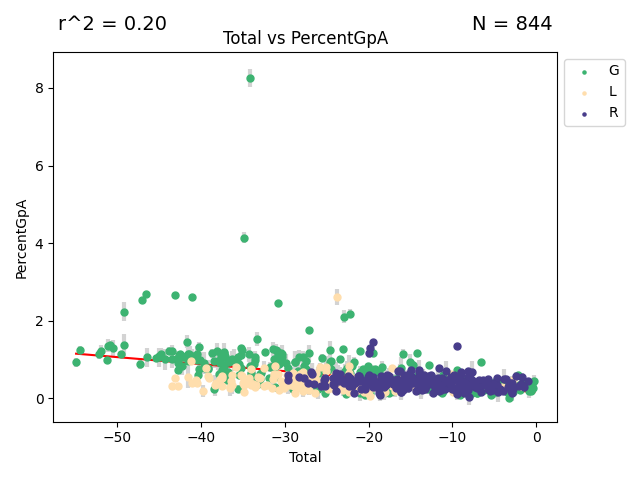 r^2 = 0.20
N = 844
Total vs PercentGpA
G
L
R
8
6
4
2
0
PercentGpA
−50
−40
−30
−20
−10
0
Total